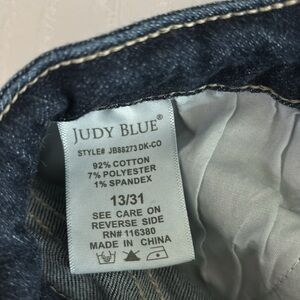 JUDY BLUE®
STYLE# JB88273 DK-CO
92% COTTON
7% POLYESTER
1% SPANDEX
13/31
SEE CARE ON
REVERSE SIDE
RN# 116380
MADE IN CHINA